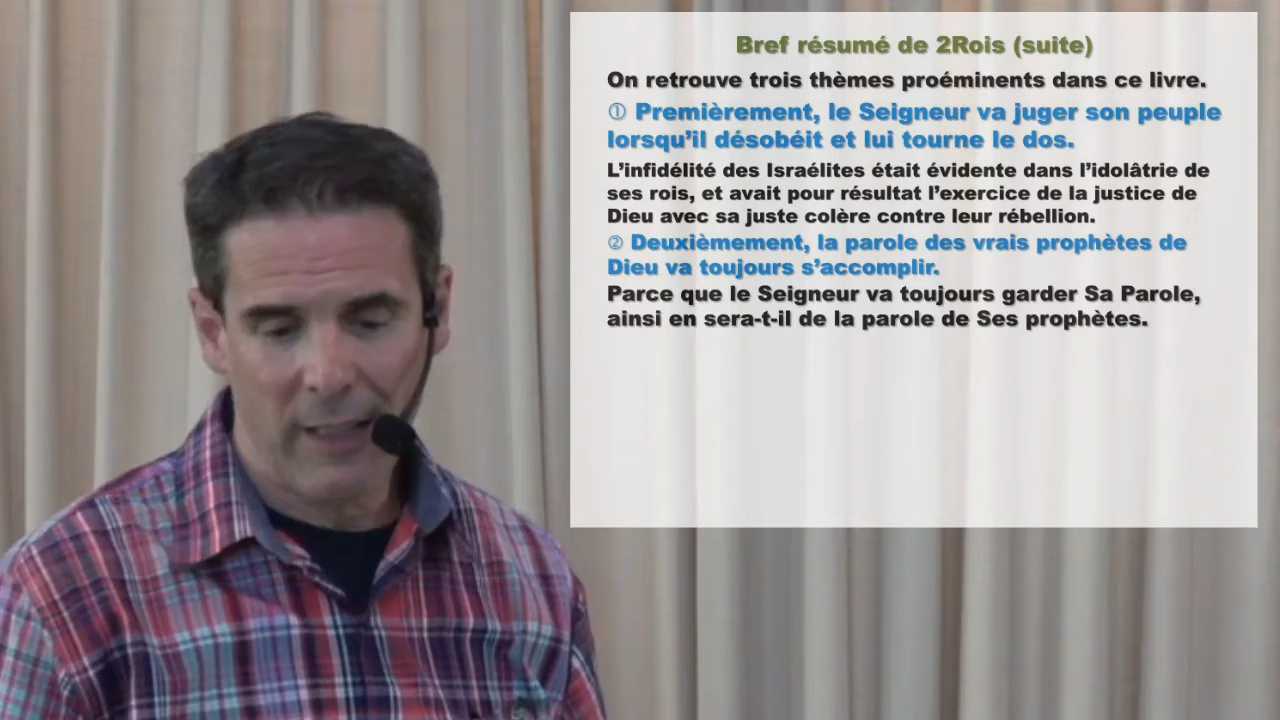 Bref résumé de 2Rois (suite)
On retrouve trois thèmes proéminents dans ce livre.
① Premièrement, le Seigneur va juger son peuple
lorsqu’il désobéit et lui tourne le dos.
L’infidélité des Israélites était évidente dans l’idolâtrie de
ses rois, et avait pour résultat l’exercice de la justice de
Dieu avec sa juste colère contre leur rébellion.
② Deuxièmement, la parole des vrais prophètes de
Dieu va toujours s’accomplir.
Parce que le Seigneur va toujours garder Sa Parole,
ainsi en sera-t-il de la parole de Ses prophètes.